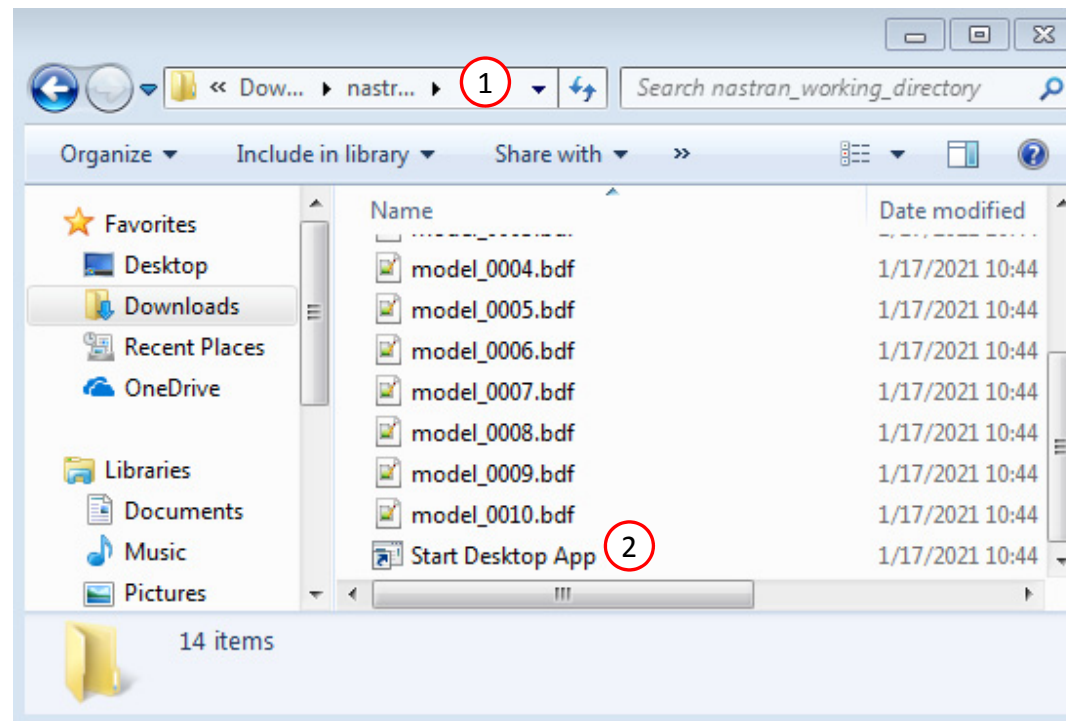 « Dow... nastr... 1 Search nastran_working_directory
Organize Include in library Share with »
Name Date modified
Favorites
Desktop model_0004.bdf 1/17/2021 10:44
Downloads model_0005.bdf 1/17/2021 10:44
Recent Places model_0006.bdf 1/17/2021 10:44
OneDrive model_0007.bdf 1/17/2021 10:44
model_0008.bdf 1/17/2021 10:44
Libraries model_0009.bdf 1/17/2021 10:44
Documents model_0010.bdf 1/17/2021 10:44
Music Start Desktop App 2 1/17/2021 10:44
Pictures
14 items